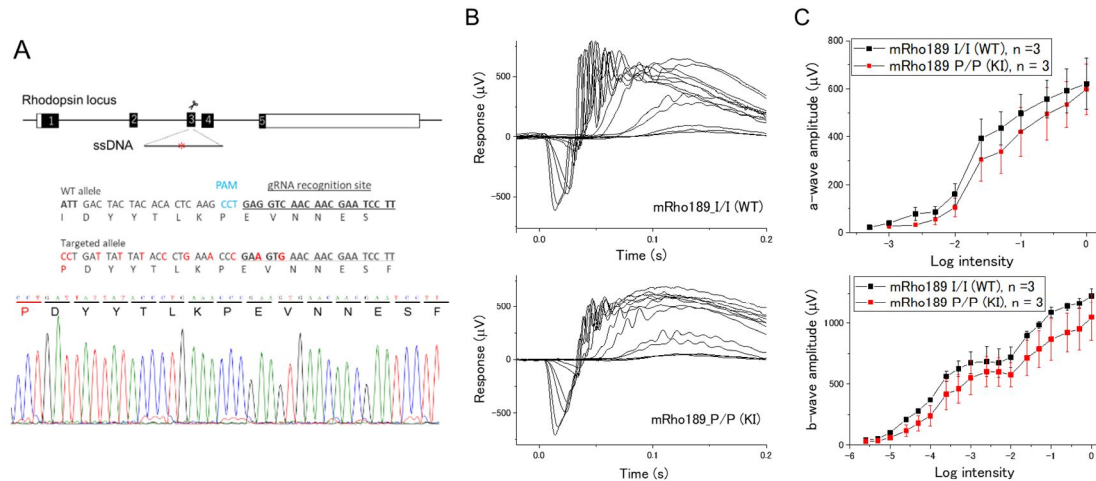 A
Rhodopsin locus
1
2
3
4
5
ssDNA
PAM
gRNA recognition site
WT allele
ATT GAC TAC TAC ACA CTC AAG CCT GAG GTC AAC AAC GAA TCC TT
I D Y Y T L K P E V N N E S
Targeted allele
CCT GAT TAT TAT ACC CTG AAA CCC GAA GTG AAC AAC GAA TCC TT
P D Y Y T L K P E V N N E S F
CCTGATTATTATACCCTGAAACCCGAAGTGAACAACGAATCCTT
P D Y Y T L K P E V N N E S F
B
Response (µV)
500
0
-500
mRho189_I/I (WT)
0.0 0.1 0.2
Time (s)
Response (µV)
500
0
-500
mRho189_P/P (KI)
0.0 0.1 0.2
Time (s)
C
a-wave amplitude (µV)
800
600
400
200
0
mRho189 I/I (WT), n =3
mRho189 P/P (KI), n = 3
-3 -2 -1 0
Log intensity
b-wave amplitude (µV)
1000
500
0
mRho189 I/I (WT), n =3
mRho189 P/P (KI), n = 3
-6 -5 -4 -3 -2 -1 0
Log intensity